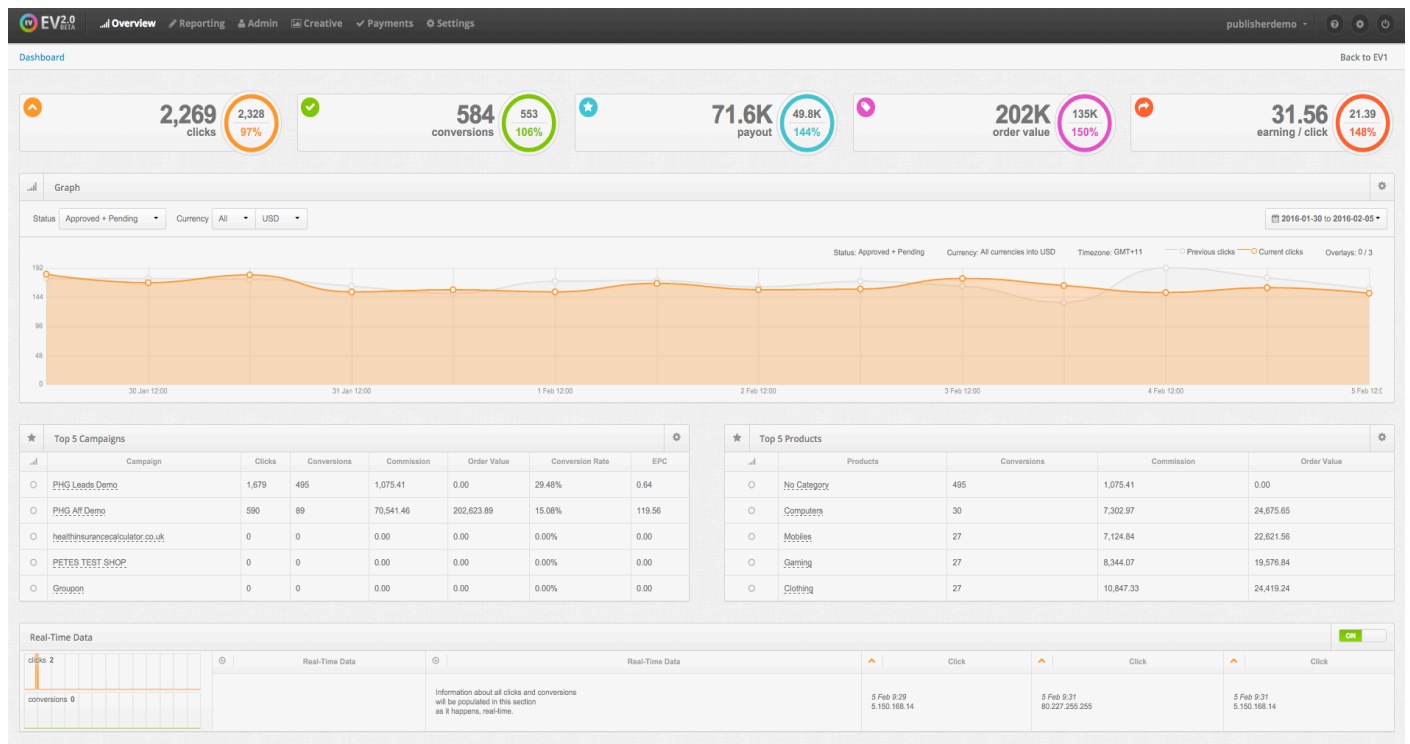 EV EV2.0 BETA Overview Reporting Admin Creative Payments Settings publisherdemo
Dashboard Back to EV1
2,269 clicks 2,328 97%
584 conversions 553 106%
71.6K payout 49.8K 144%
202K order value 135K 150%
31.56 earning / click 21.39 148%
Graph
Status Approved + Pending Currency All USD 2016-01-30 to 2016-02-05
Status: Approved + Pending Currency: All currencies into USD Timezone: GMT+11 Previous clicks Current clicks Overlays: 0 / 3
192
144
96
48
0
30 Jan 12:00 31 Jan 12:00 1 Feb 12:00 2 Feb 12:00 3 Feb 12:00 4 Feb 12:00 5 Feb 12:0
Top 5 Campaigns
Campaign Clicks Conversions Commission Order Value Conversion Rate EPC
PHG Leads Demo 1,679 495 1,075.41 0.00 29.48% 0.64
PHG Aff Demo 590 89 70,541.46 202,623.89 15.08% 119.56
healthinsurancecalculator.co.uk 0 0 0.00 0.00 0.00% 0.00
PETES TEST SHOP 0 0 0.00 0.00 0.00% 0.00
Groupon 0 0 0.00 0.00 0.00% 0.00
Top 5 Products
Products Conversions Commission Order Value
No Category 495 1,075.41 0.00
Computers 30 7,302.97 24,675.65
Mobiles 27 7,124.84 22,621.56
Gaming 27 8,344.07 19,576.84
Clothing 27 10,847.33 24,419.24
Real-Time Data ON
clicks 2
conversions 0
Real-Time Data Real-Time Data Click Click Click
Information about all clicks and conversions
will be populated in this section
as it happens, real-time.
5 Feb 9:29
5.150.168.14
5 Feb 9:31
80.227.255.255
5 Feb 9:31
5.150.168.14